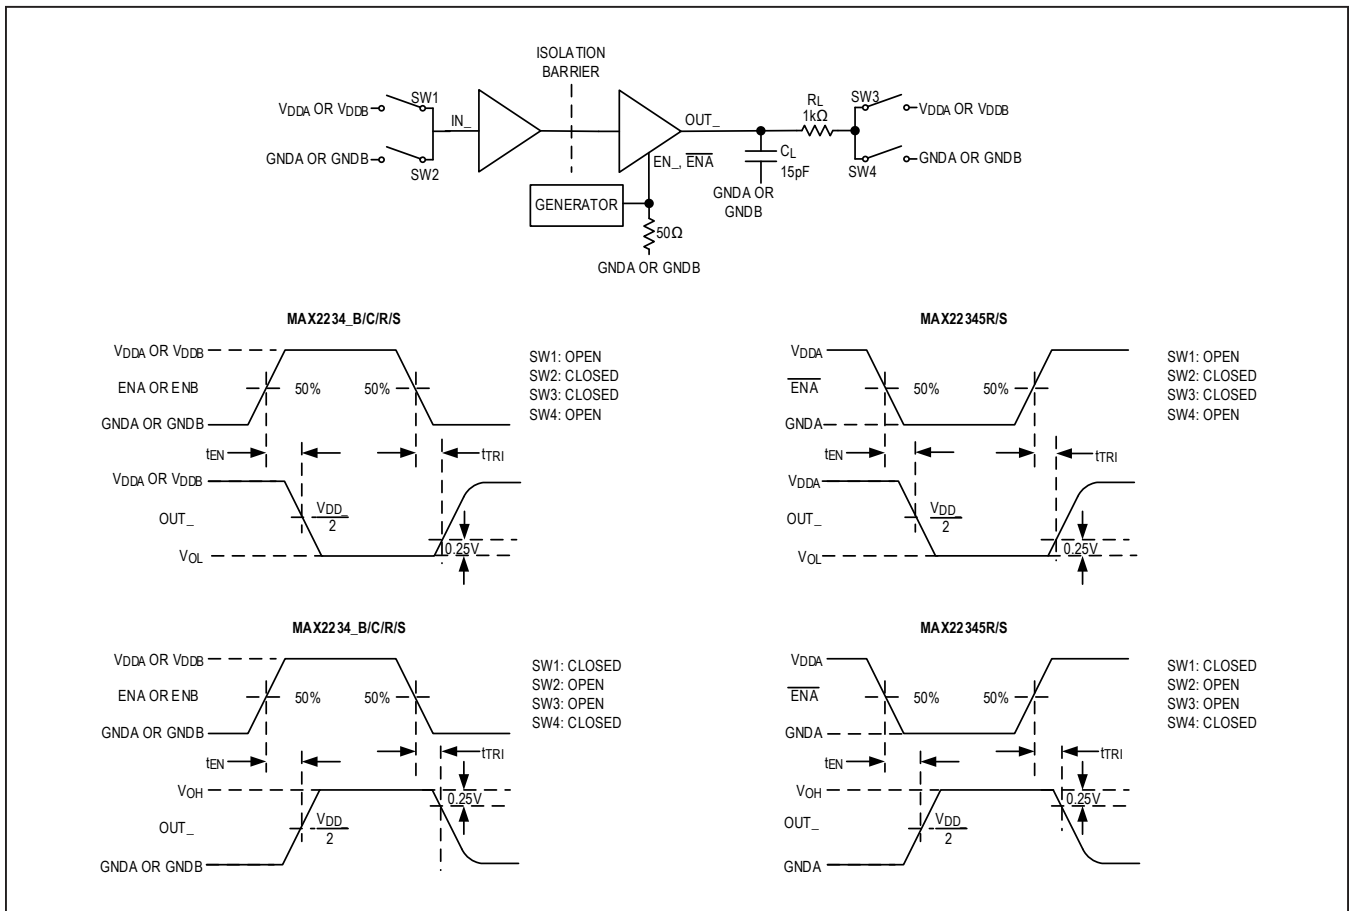 ISOLATION
BARRIER
VDDA OR VDDB
SW1
IN_
OUT_
RL
1kΩ
SW3
VDDA OR VDDB
GNDA OR GNDB
SW2
EN_, ENA
CL
15pF
SW4
GNDA OR GNDB
GENERATOR
GNDA OR
GNDB
50Ω
GNDA OR GNDB
MAX2234_B/C/R/S
VDDA OR VDDB
ENA OR ENB
50%
50%
GNDA OR GNDB
tEN
tTRI
VDDA OR VDDB
OUT_
VDD_
2
VOL
0.25V
SW1: OPEN
SW2: CLOSED
SW3: CLOSED
SW4: OPEN
MAX22345R/S
VDDA
ENA
50%
50%
GNDA
tEN
tTRI
VDDA
OUT_
VDD_
2
VOL
0.25V
SW1: OPEN
SW2: CLOSED
SW3: CLOSED
SW4: OPEN
MAX2234_B/C/R/S
VDDA OR VDDB
ENA OR ENB
50%
50%
GNDA OR GNDB
tEN
tTRI
VOH
0.25V
OUT_
VDD_
2
GNDA OR GNDB
SW1: CLOSED
SW2: OPEN
SW3: OPEN
SW4: CLOSED
MAX22345R/S
VDDA
ENA
50%
50%
GNDA
tEN
tTRI
VOH
0.25V
OUT_
VDD_
2
GNDA
SW1: CLOSED
SW2: OPEN
SW3: OPEN
SW4: CLOSED